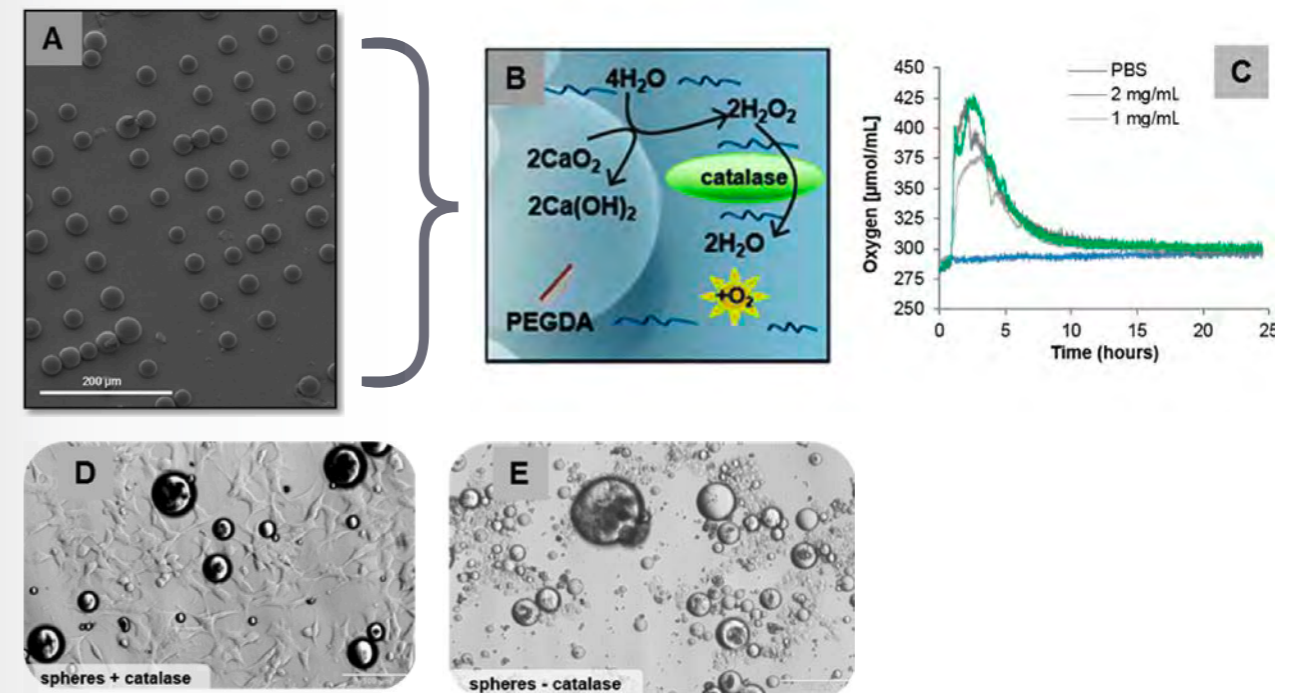 A
200 µm
B
4H₂O
2H₂O₂
2CaO₂
catalase
2Ca(OH)₂
2H₂O
+O₂
PEGDA
C
PBS
2 mg/mL
1 mg/mL
450
425
400
375
350
325
300
275
250
Oxygen [µmol/mL]
0 5 10 15 20 25
Time (hours)
D
spheres + catalase
E
spheres - catalase